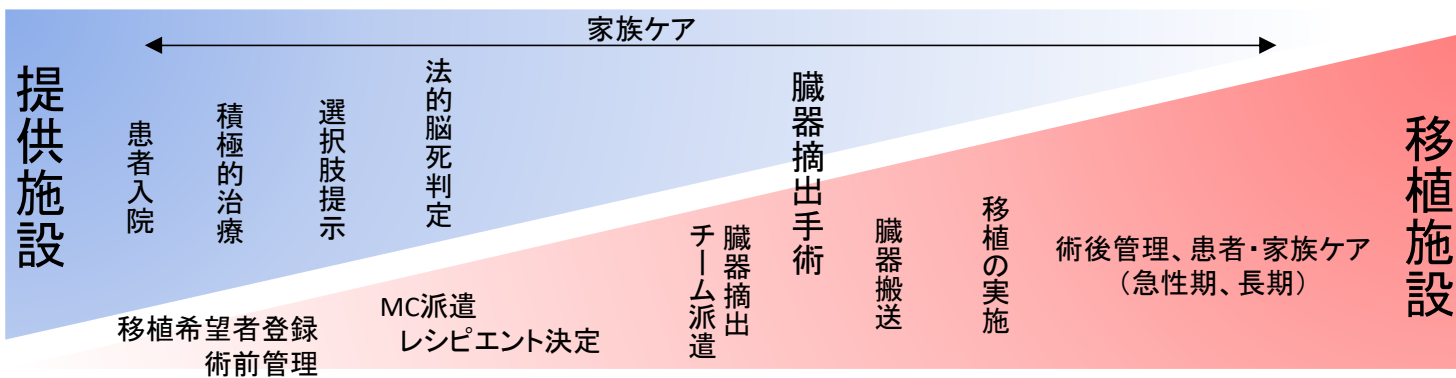 家族ケア
提供施設
患者入院
積極的治療
選択肢提示
法的脳死判定
臓器摘出手術
移植希望者登録
術前管理
MC派遣
レシピエント決定
臓器摘出
チーム派遣
臓器搬送
移植の実施
術後管理、患者・家族ケア
（急性期、長期）
移植施設